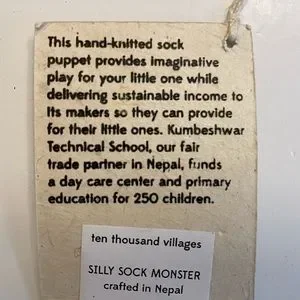 This hand-knitted sock
puppet provides imaginative
play for your little one while
delivering sustainable income to
its makers so they can provide
for their little ones. Kumbeshwar
Technical School, our fair
trade partner in Nepal, funds
a day care center and primary
education for 250 children.
ten thousand villages
SILLY SOCK MONSTER
crafted in Nepal